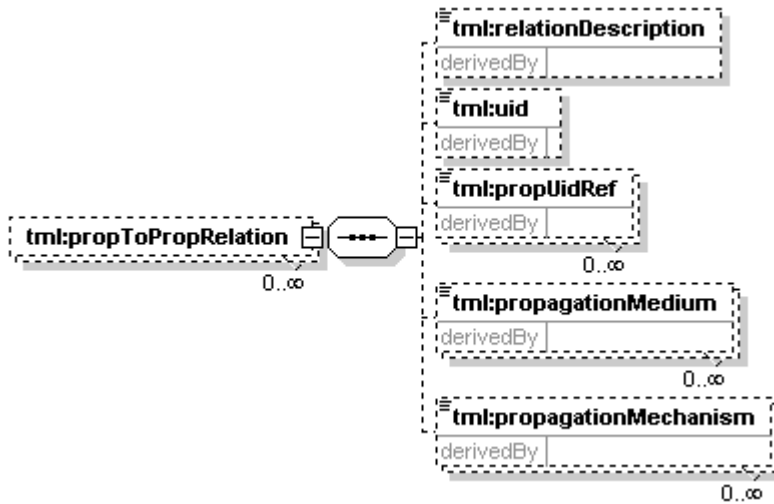 tml:relationDescription
derivedBy
tml:uid
derivedBy
tml:propUidRef
derivedBy
0..∞
tml:propToPropRelation
0..∞
tml:propagationMedium
derivedBy
0..∞
tml:propagationMechanism
derivedBy
0..∞